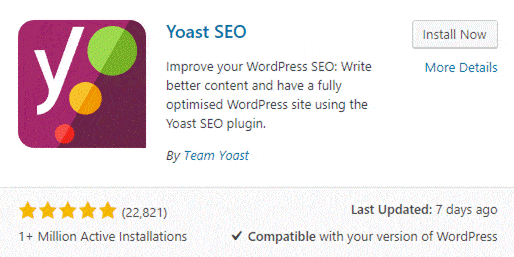 y
Yoast SEO
Install Now
More Details
Improve your WordPress SEO: Write
better content and have a fully
optimised WordPress site using the
Yoast SEO plugin.
By Team Yoast
(22,821)
Last Updated: 7 days ago
1+ Million Active Installations
Compatible with your version of WordPress